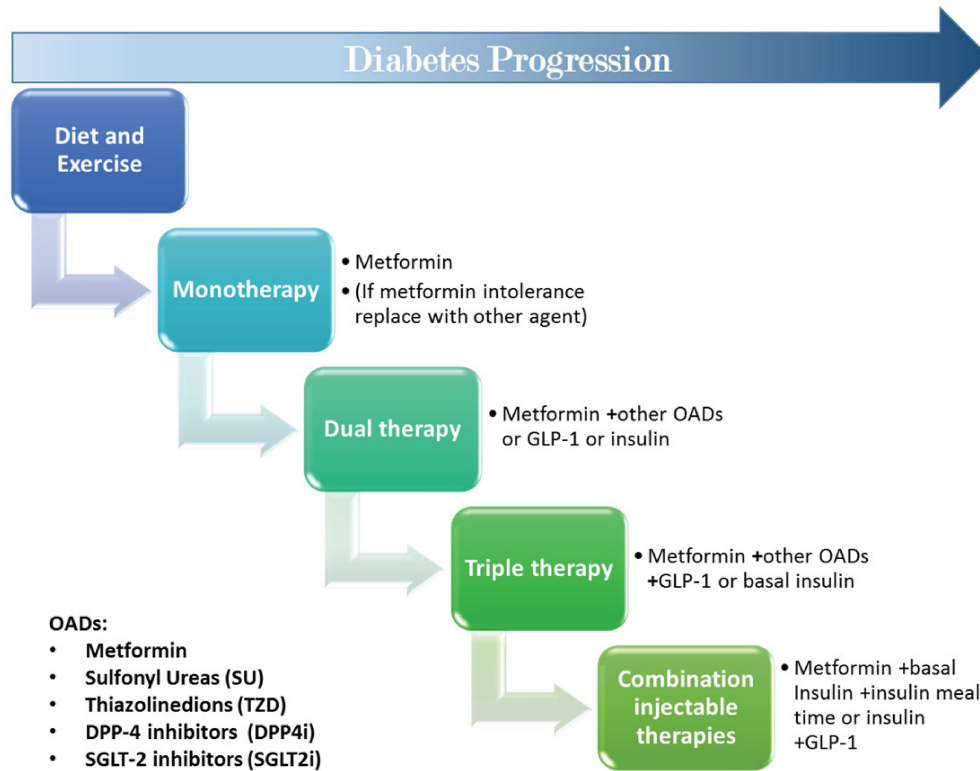 Diabetes Progression
Diet and
Exercise
Monotherapy
• Metformin
• (If metformin intolerance
replace with other agent)
Dual therapy
• Metformin +other OADs
or GLP-1 or insulin
Triple therapy
• Metformin +other OADs
+GLP-1 or basal insulin
Combination
injectable
therapies
• Metformin +basal
Insulin +insulin meal
time or insulin
+GLP-1
OADs:
• Metformin
• Sulfonyl Ureas (SU)
• Thiazolinedions (TZD)
• DPP-4 inhibitors (DPP4i)
• SGLT-2 inhibitors (SGLT2i)